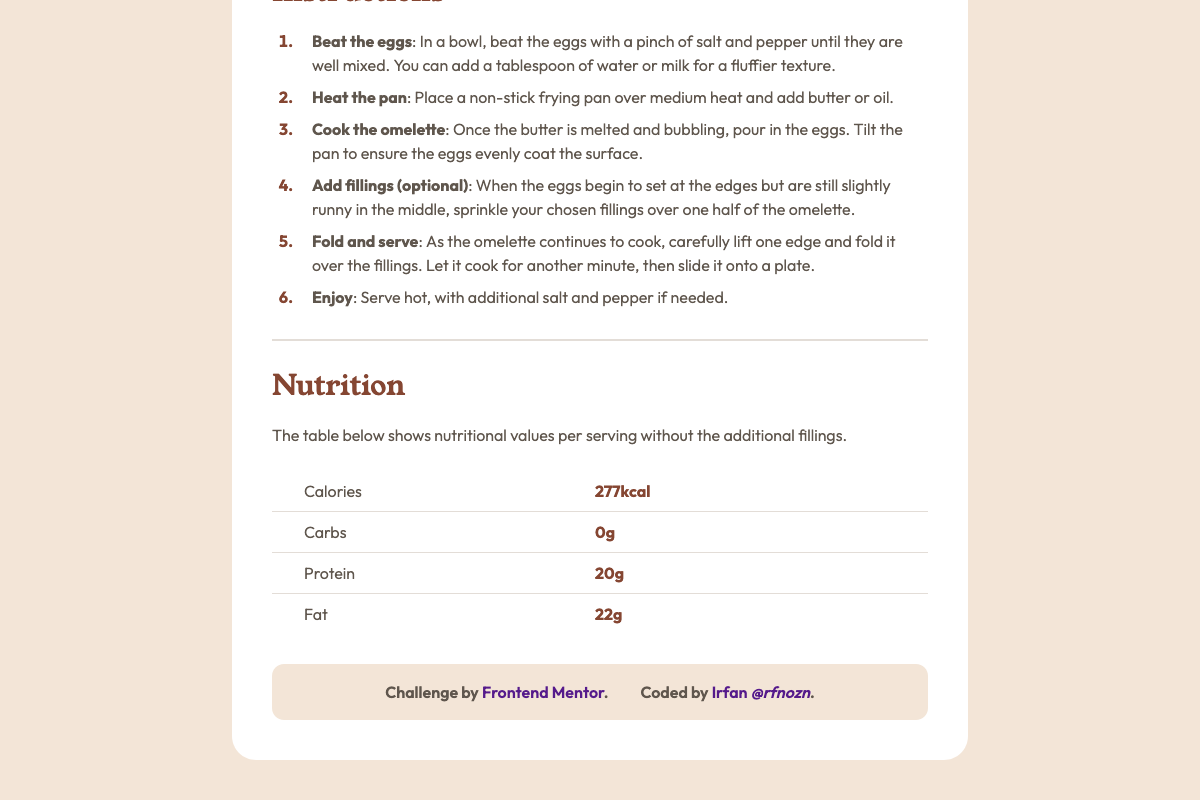 Instructions
1. Beat the eggs: In a bowl, beat the eggs with a pinch of salt and pepper until they are
well mixed. You can add a tablespoon of water or milk for a fluffier texture.
2. Heat the pan: Place a non-stick frying pan over medium heat and add butter or oil.
3. Cook the omelette: Once the butter is melted and bubbling, pour in the eggs. Tilt the
pan to ensure the eggs evenly coat the surface.
4. Add fillings (optional): When the eggs begin to set at the edges but are still slightly
runny in the middle, sprinkle your chosen fillings over one half of the omelette.
5. Fold and serve: As the omelette continues to cook, carefully lift one edge and fold it
over the fillings. Let it cook for another minute, then slide it onto a plate.
6. Enjoy: Serve hot, with additional salt and pepper if needed.
Nutrition
The table below shows nutritional values per serving without the additional fillings.
Calories 277kcal
Carbs 0g
Protein 20g
Fat 22g
Challenge by Frontend Mentor. Coded by Irfan @rfnozn.